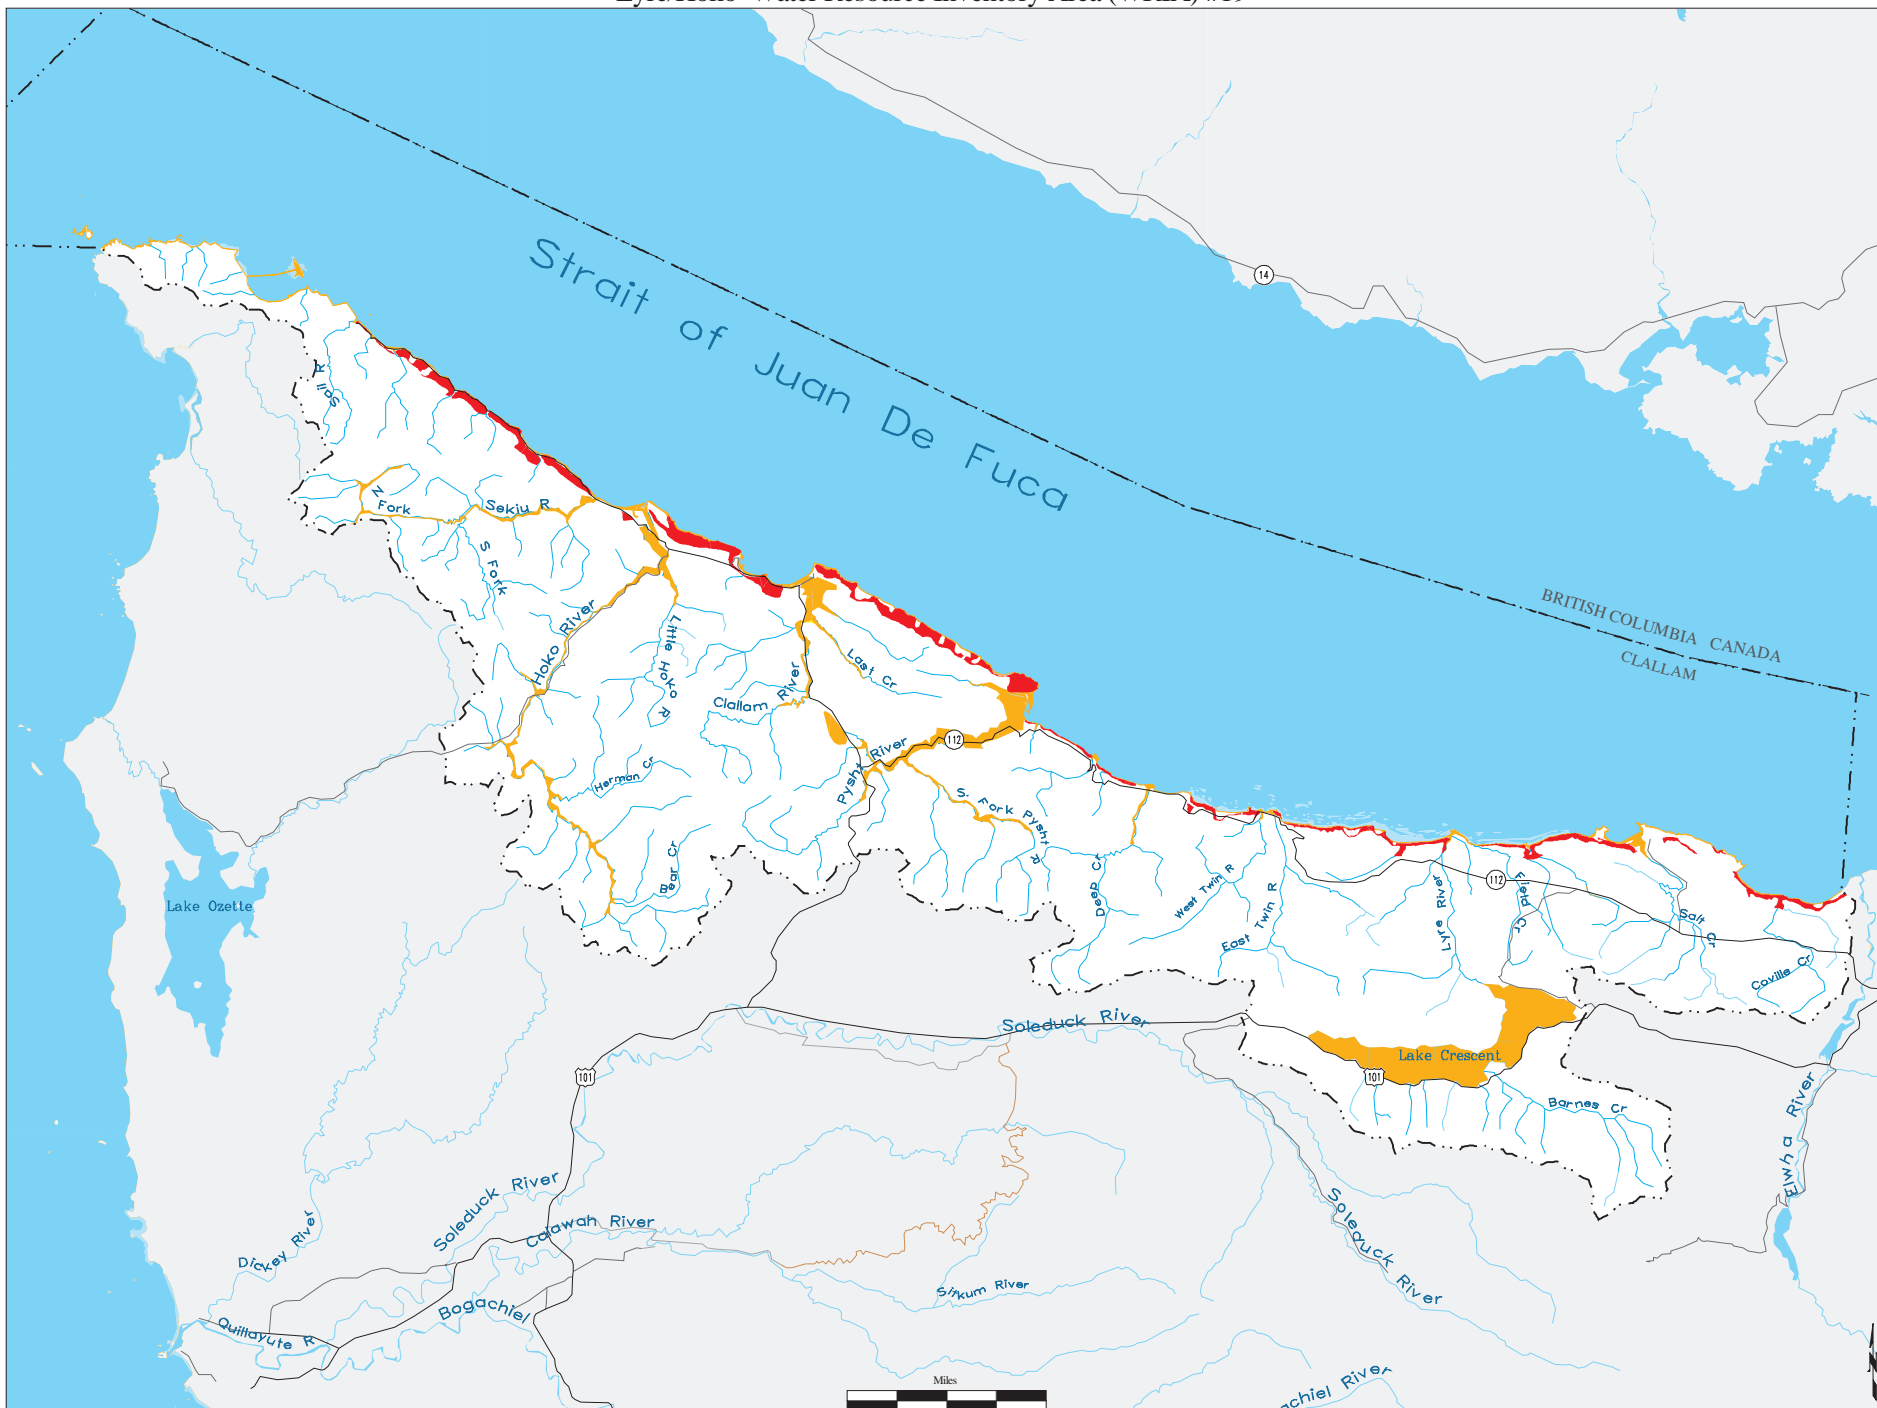 Strait of Juan De Fuca
14
BRITISH COLUMBIA CANADA
CLALLAM
Sail R
N Fork
Sekiu R
S Fork
Hoko River
Little Hoko R
Clallam River
Last Cr
Herman Cr
Bear Cr
Pysht River
112
S. Fork Pysht R
Deep Cr
West Twin R
East Twin R
Lyre River
112
Field Cr
Salt Cr
Coville Cr
Lake Ozette
Soleduck River
Lake Crescent
101
101
Barnes Cr
Elwha River
Soleduck River
Calawah River
Dickey River
Soleduck River
Sitkum River
Bogachiel
Quillayute R
Miles
achiel River